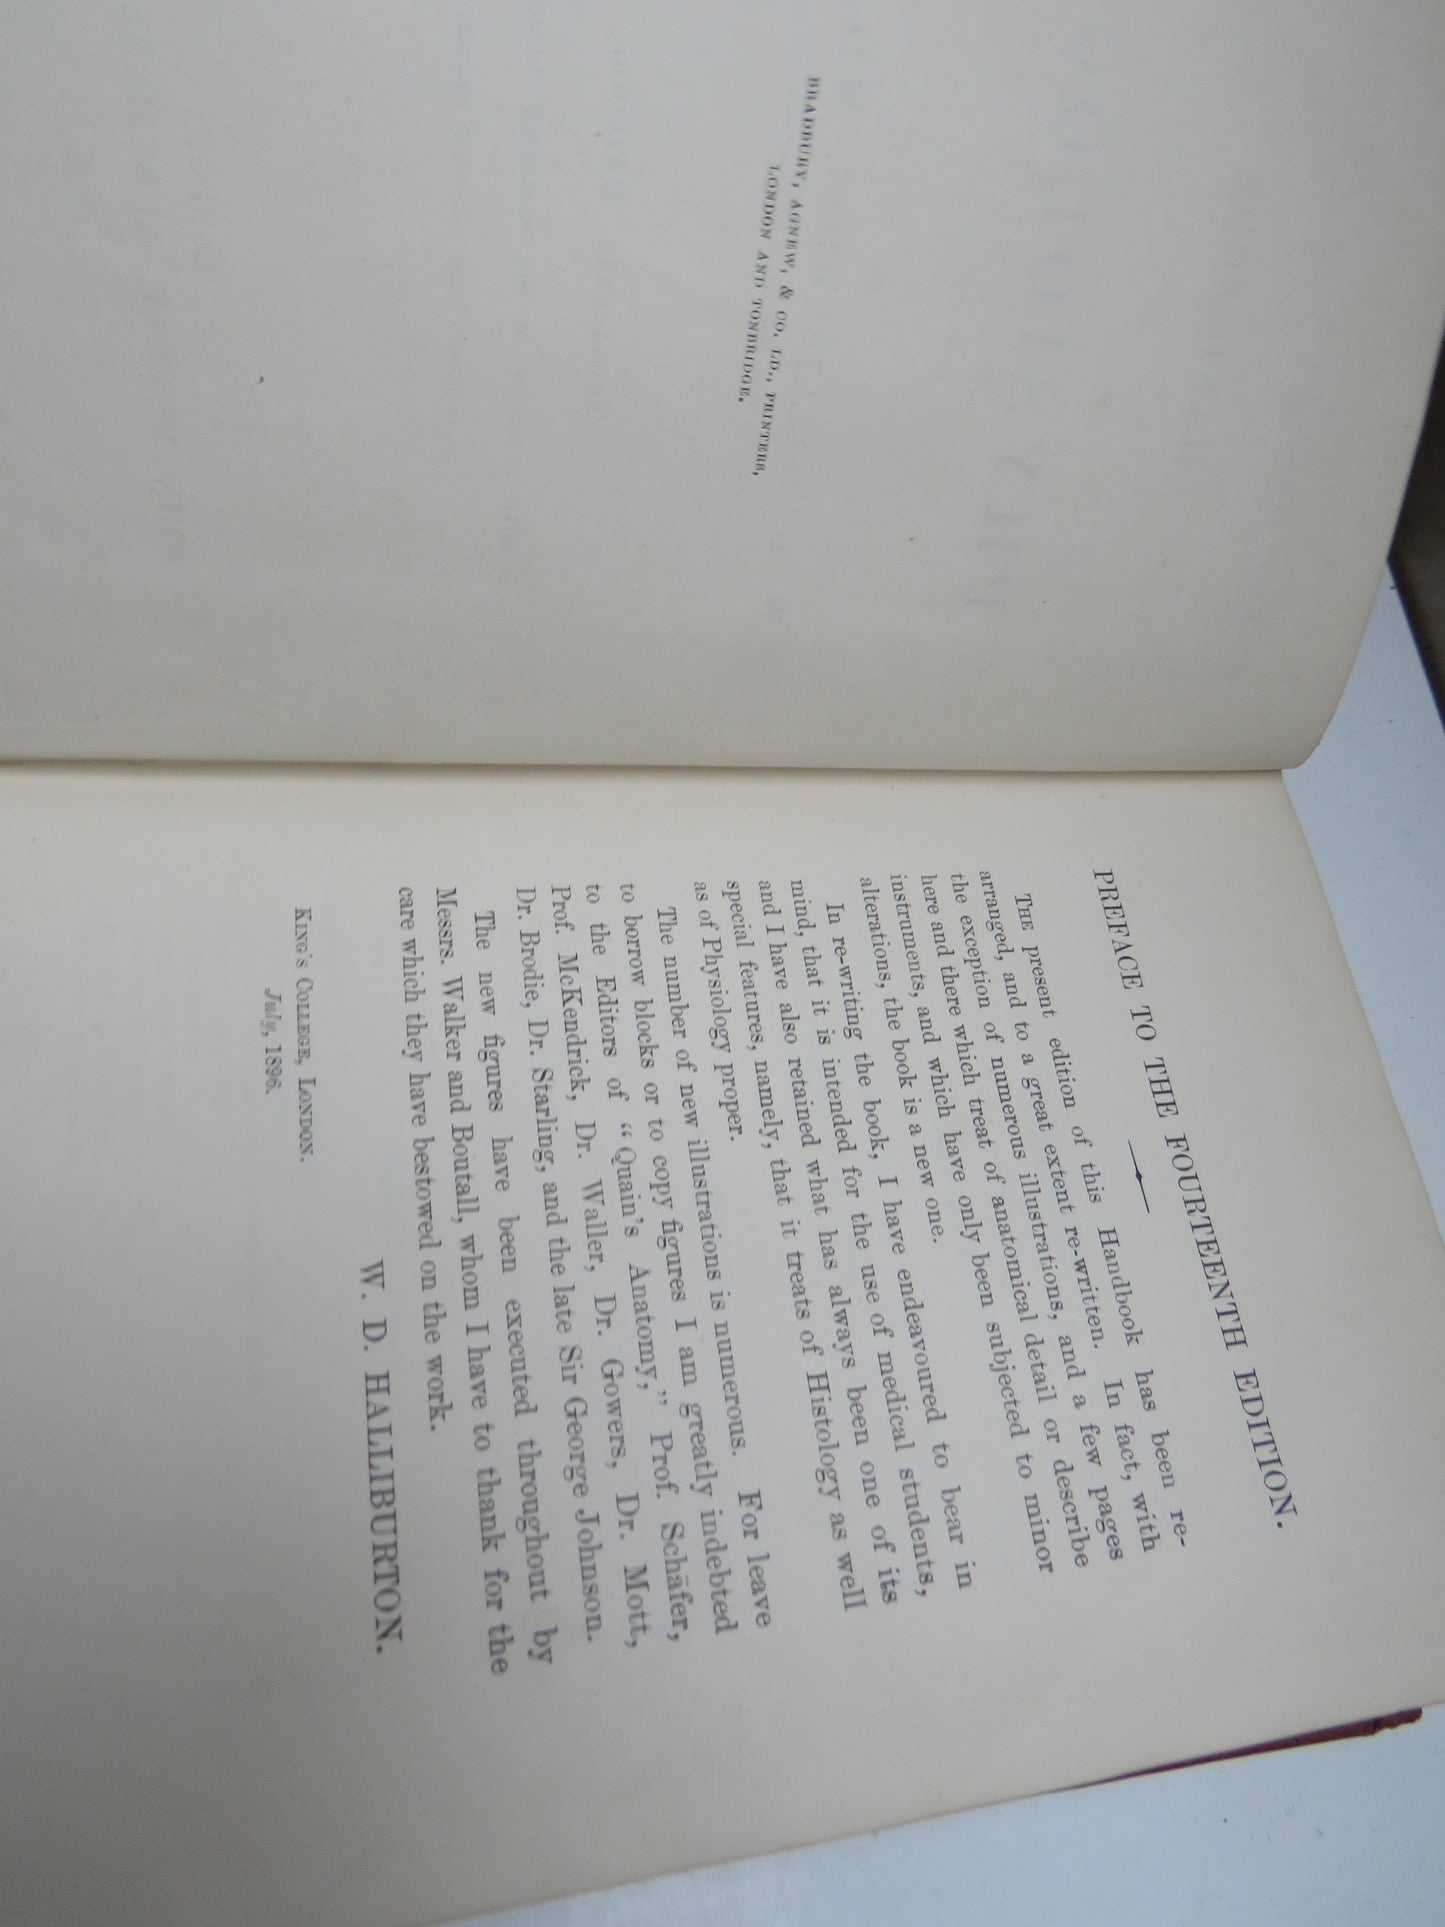 BRADBURY, AGNEW, & CO. LD., PRINTERS,
LONDON AND TONBRIDGE.
PREFACE TO THE FOURTEENTH EDITION.
THE present edition of this Handbook has been re-
arranged, and to a great extent re-written. In fact, with
the exception of numerous illustrations, and a few pages
here and there which treat of anatomical detail or describe
instruments, and which have only been subjected to minor
alterations, the book is a new one.
In re-writing the book, I have endeavoured to bear in
mind, that it is intended for the use of medical students,
and I have also retained what has always been one of its
special features, namely, that it treats of Histology as well
as of Physiology proper.
The number of new illustrations is numerous. For leave
to borrow blocks or to copy figures I am greatly indebted
to the Editors of “Quain's Anatomy,” Prof. Schäfer,
Prof. McKendrick, Dr. Waller, Dr. Gowers, Dr. Mott,
Dr. Brodie, Dr. Starling, and the late Sir George Johnson.
The new figures have been executed throughout by
Messrs. Walker and Boutall, whom I have to thank for the
care which they have bestowed on the work.
W. D. HALLIBURTON.
KING'S COLLEGE, LONDON.
July, 1896.